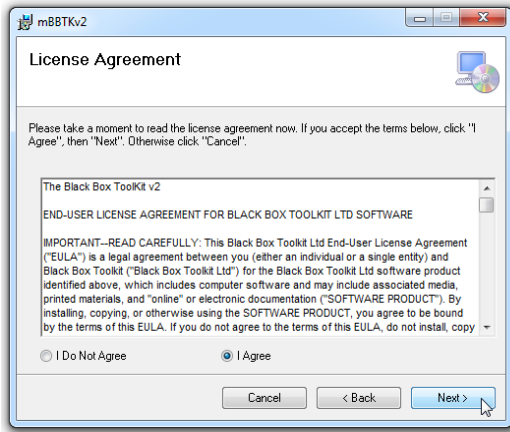 mBBTKv2
License Agreement
Please take a moment to read the license agreement now. If you accept the terms below, click "I
Agree", then "Next". Otherwise click "Cancel".
The Black Box ToolKit v2
END-USER LICENSE AGREEMENT FOR BLACK BOX TOOLKIT LTD SOFTWARE
IMPORTANT--READ CAREFULLY: This Black Box Toolkit Ltd End-User License Agreement
("EULA") is a legal agreement between you (either an individual or a single entity) and
Black Box Toolkit ("Black Box Toolkit Ltd") for the Black Box Toolkit Ltd software product
identified above, which includes computer software and may include associated media,
printed materials, and "online" or electronic documentation ("SOFTWARE PRODUCT"). By
installing, copying, or otherwise using the SOFTWARE PRODUCT, you agree to be bound
by the terms of this EULA. If you do not agree to the terms of this EULA, do not install, copy
I Do Not Agree
I Agree
Cancel
< Back
Next >